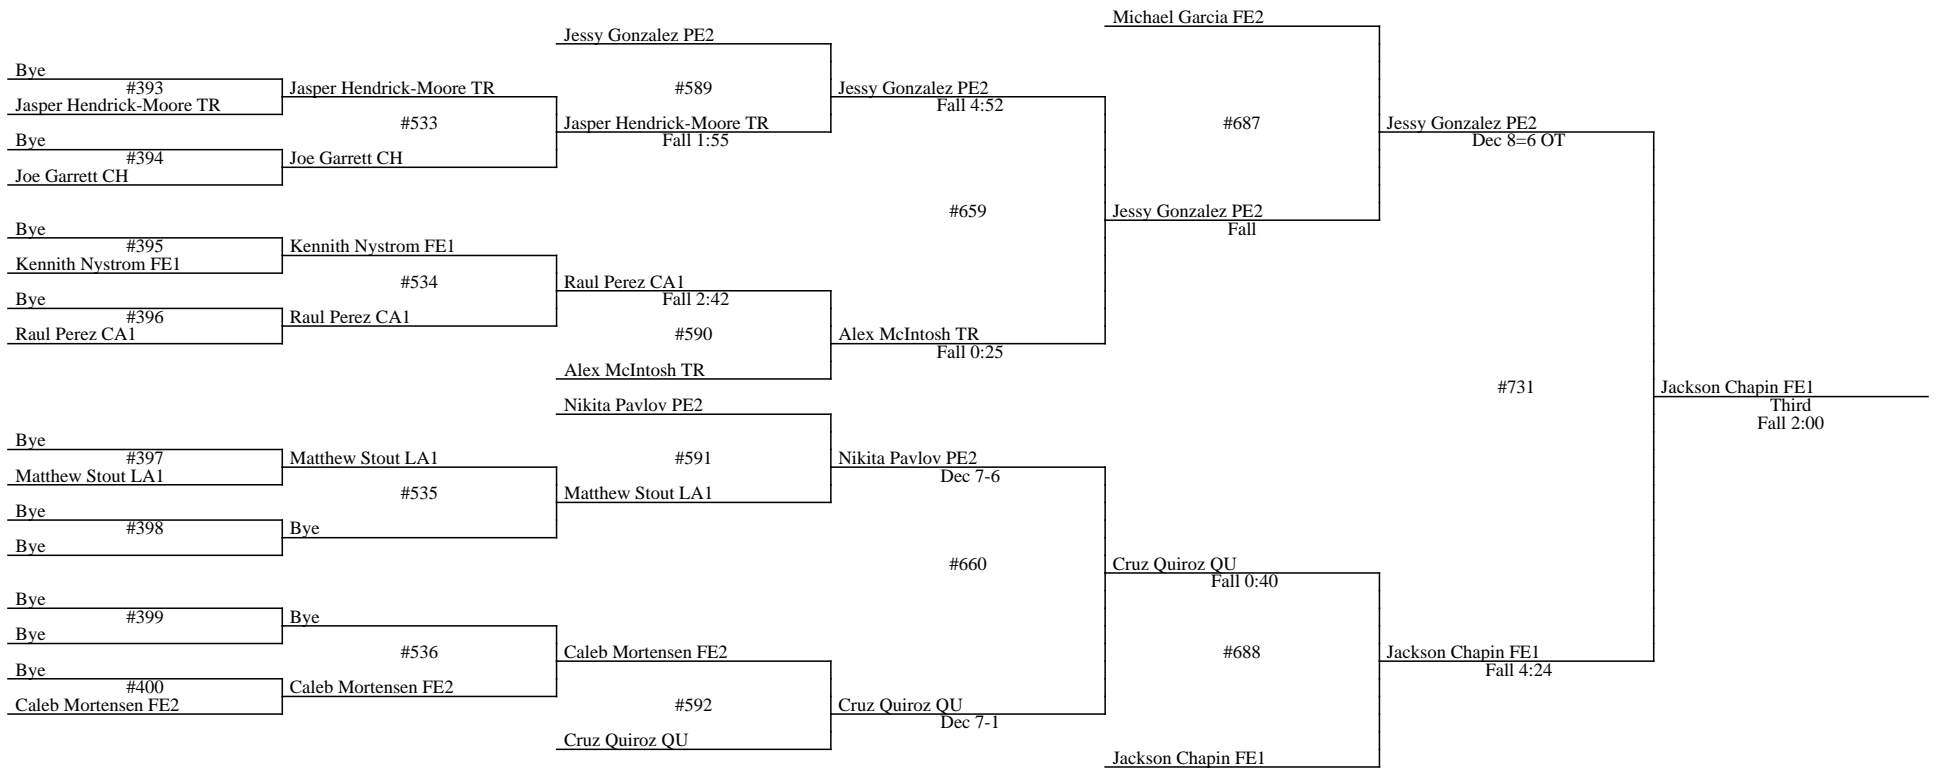 Michael Garcia FE2
Jessy Gonzalez PE2
Bye
#393
Jasper Hendrick-Moore TR
#589
Jessy Gonzalez PE2
Jasper Hendrick-Moore TR
Fall 4:52
#533
Jasper Hendrick-Moore TR
#687
Jessy Gonzalez PE2
Bye
Fall 1:55
Dec 8=6 OT
#394
Joe Garrett CH
Joe Garrett CH
#659
Jessy Gonzalez PE2
Bye
Fall
#395
Kennith Nystrom FE1
Kennith Nystrom FE1
#534
Raul Perez CA1
Bye
Fall 2:42
#396
Raul Perez CA1
Raul Perez CA1
#590
Alex McIntosh TR
Fall 0:25
Alex McIntosh TR
#731
Jackson Chapin FE1
Nikita Pavlov PE2
Third
Fall 2:00
Bye
#397
Matthew Stout LA1
#591
Nikita Pavlov PE2
Matthew Stout LA1
Dec 7-6
#535
Matthew Stout LA1
Bye
#398
Bye
Bye
#660
Cruz Quiroz QU
Fall 0:40
Bye
#399
Bye
Bye
#536
Caleb Mortensen FE2
#688
Jackson Chapin FE1
Bye
Fall 4:24
#400
Caleb Mortensen FE2
Caleb Mortensen FE2
#592
Cruz Quiroz QU
Dec 7-1
Cruz Quiroz QU
Jackson Chapin FE1